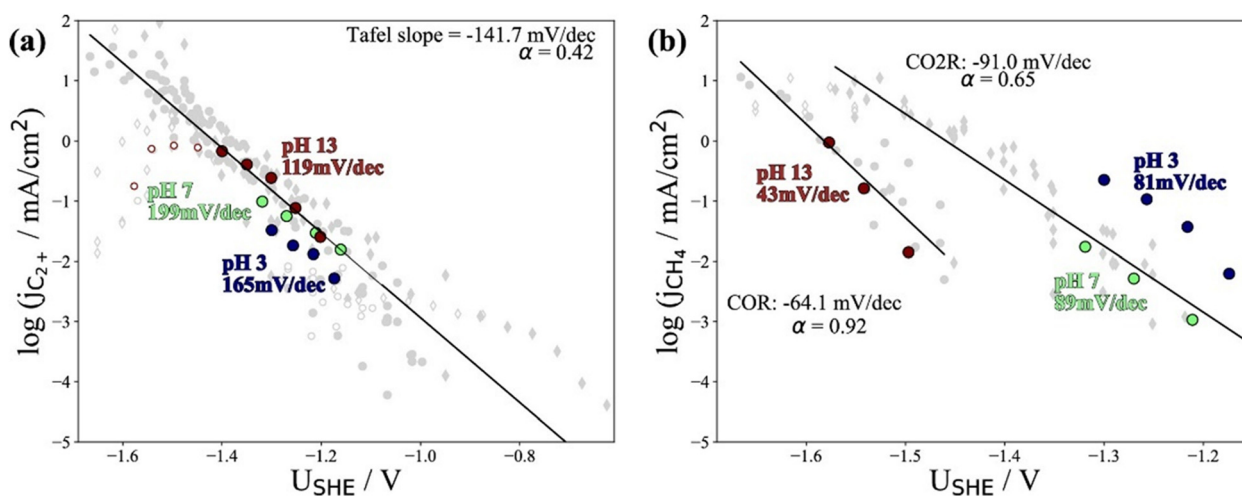 (a)
Tafel slope = -141.7 mV/dec
α = 0.42
pH 13
119mV/dec
pH 7
199mV/dec
pH 3
165mV/dec
log (jC2+ / mA/cm²)
2
1
0
−1
−2
−3
−4
−5
−1.6
−1.4
−1.2
−1.0
−0.8
USHE / V
(b)
CO2R: -91.0 mV/dec
α = 0.65
pH 13
43mV/dec
pH 3
81mV/dec
pH 7
89mV/dec
COR: -64.1 mV/dec
α = 0.92
log (jCH4 / mA/cm²)
2
1
0
−1
−2
−3
−4
−5
−1.6
−1.5
−1.4
−1.3
−1.2
USHE / V